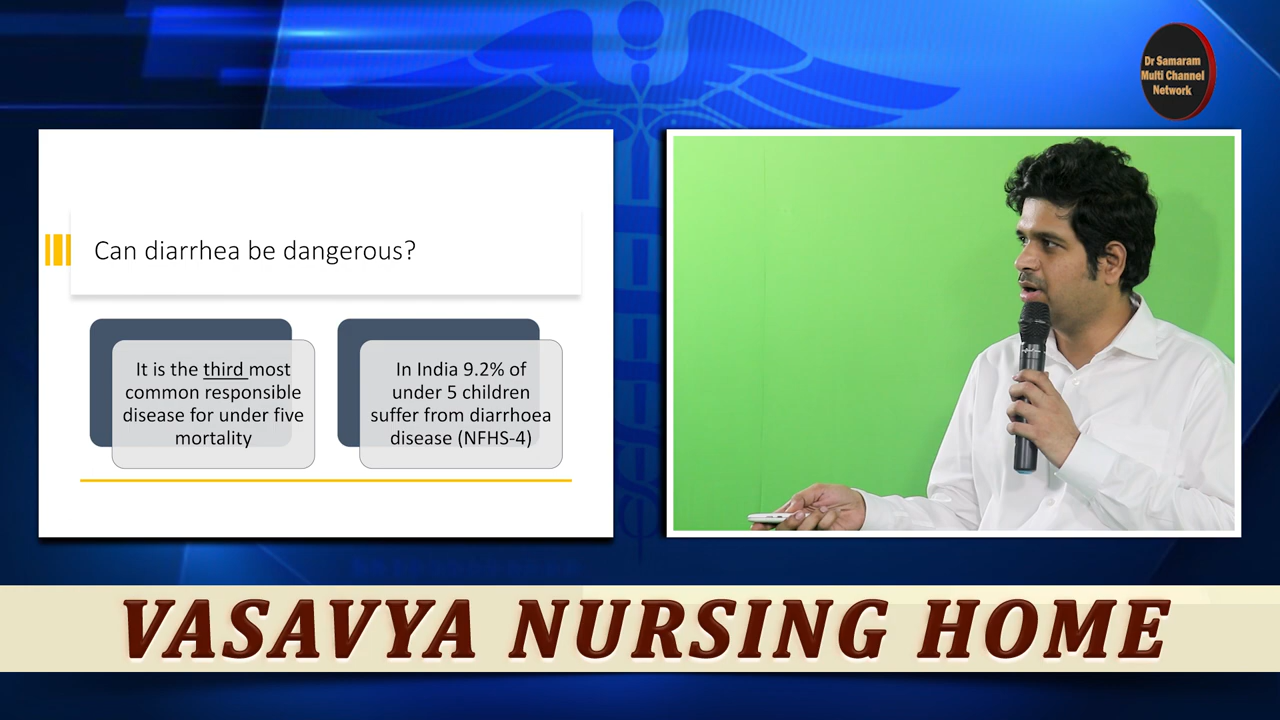 Dr Samaram
Multi Channel
Network
Can diarrhea be dangerous?
It is the third most
common responsible
disease for under five
mortality
In India 9.2% of
under 5 children
suffer from diarrhoea
disease (NFHS-4)
VASAVYA NURSING HOME